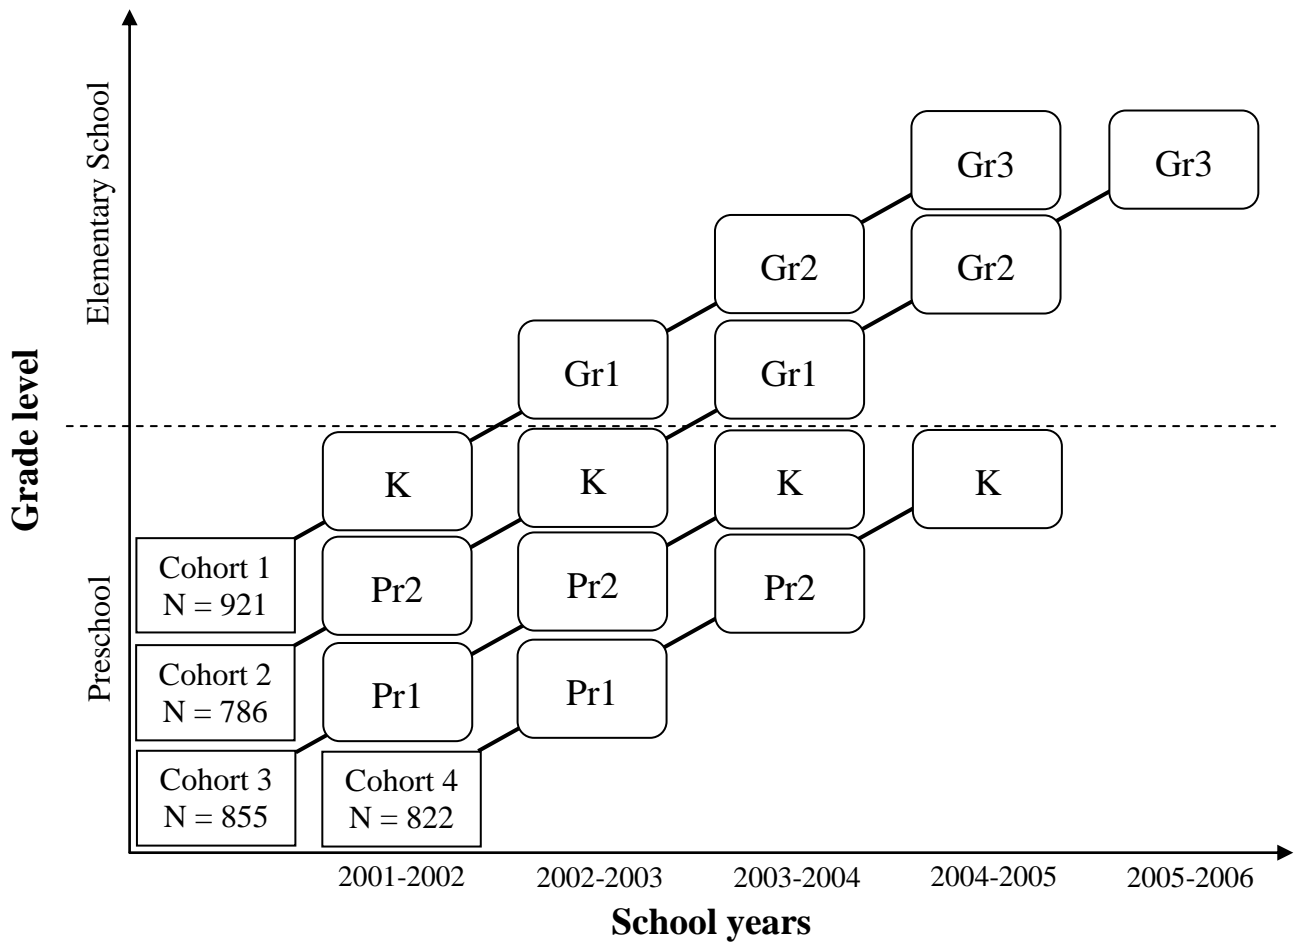 Grade level
Elementary School
Preschool
Gr3
Gr3
Gr2
Gr2
Gr1
Gr1
K
K
K
K
Cohort 1
N = 921
Pr2
Pr2
Pr2
Cohort 2
N = 786
Pr1
Pr1
Cohort 3
N = 855
Cohort 4
N = 822
2001-2002
2002-2003
2003-2004
2004-2005
2005-2006
School years